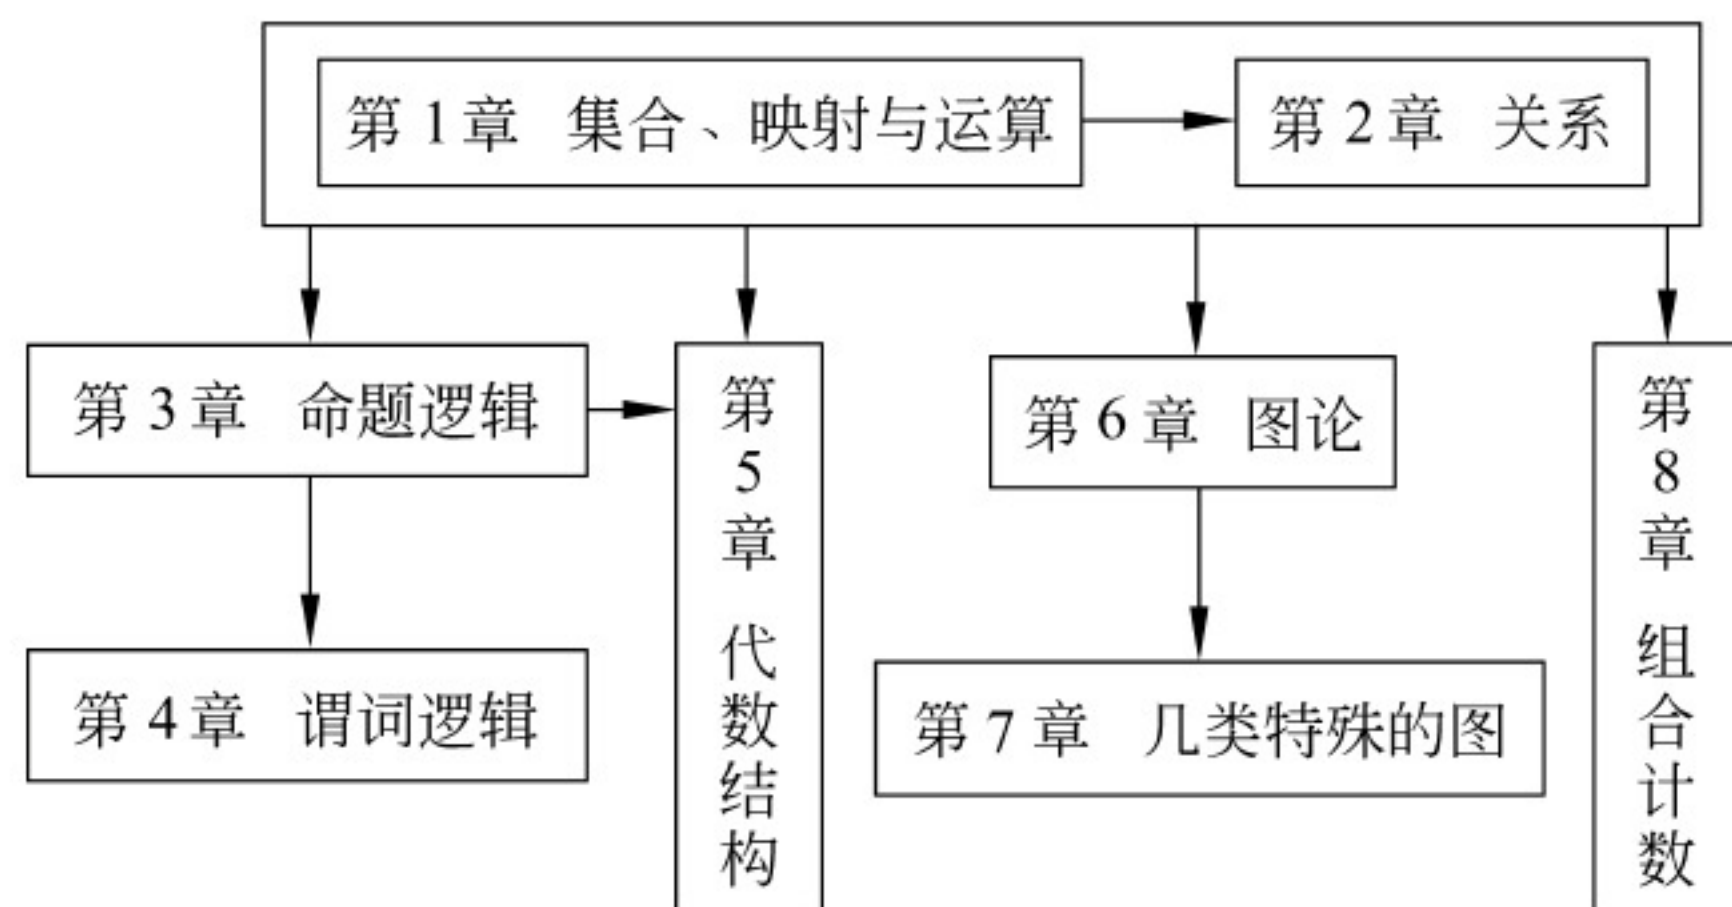 第1章 集合、映射与运算
第2章 关系
第3章 命题逻辑
第5章 代数结构
第6章 图论
第8章 组合计数
第4章 谓词逻辑
第7章 几类特殊的图